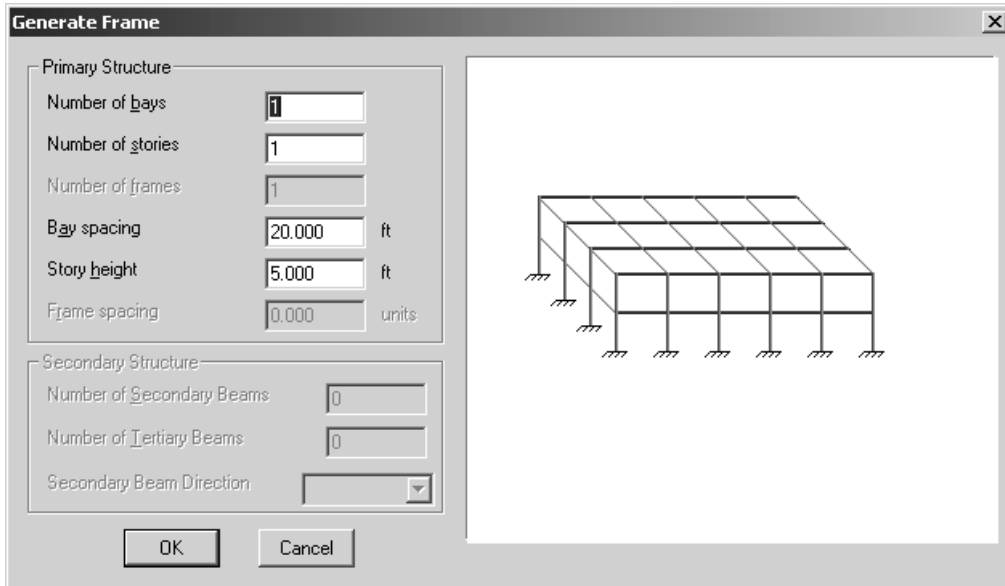 Generate Frame
Primary Structure
Number of bays 1
Number of stories 1
Number of frames 1
Bay spacing 20.000 ft
Story height 5.000 ft
Frame spacing 0.000 units
Secondary Structure
Number of Secondary Beams 0
Number of Tertiary Beams 0
Secondary Beam Direction
OK Cancel